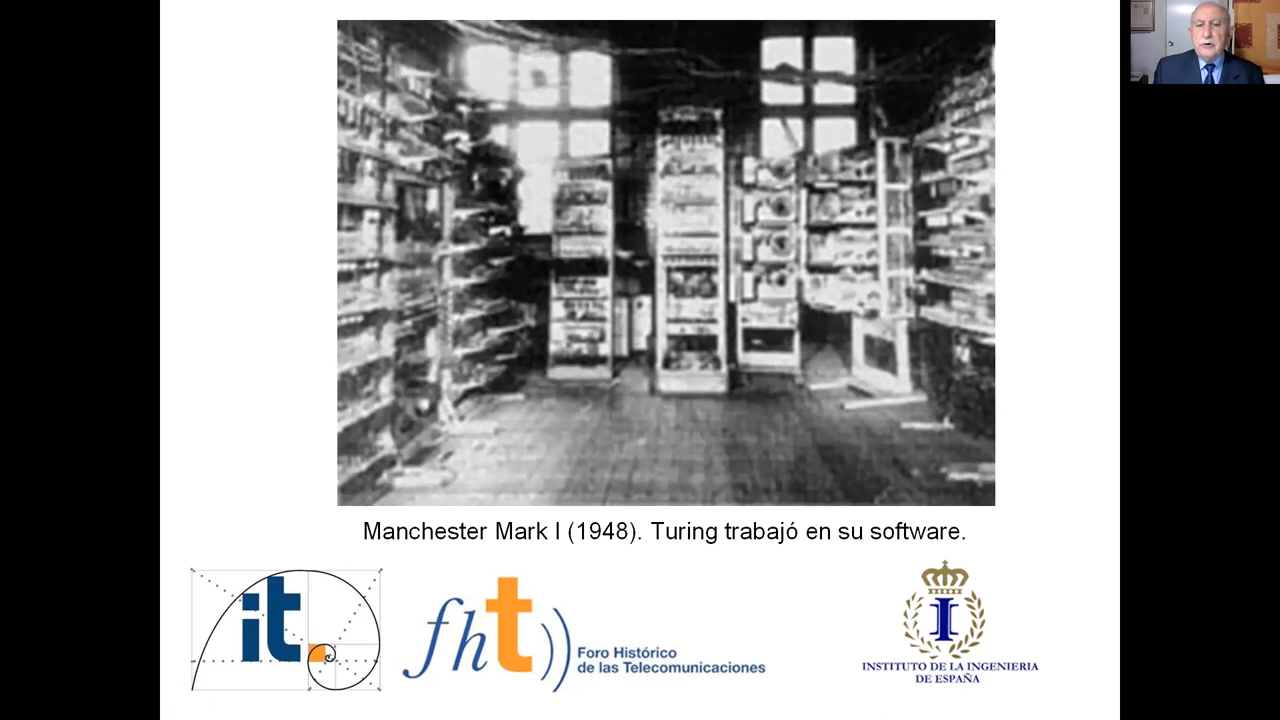 Manchester Mark I (1948). Turing trabajó en su software.
it
fht
Foro Histórico
de las Telecomunicaciones
I
INSTITUTO DE LA INGENIERIA
DE ESPAÑA